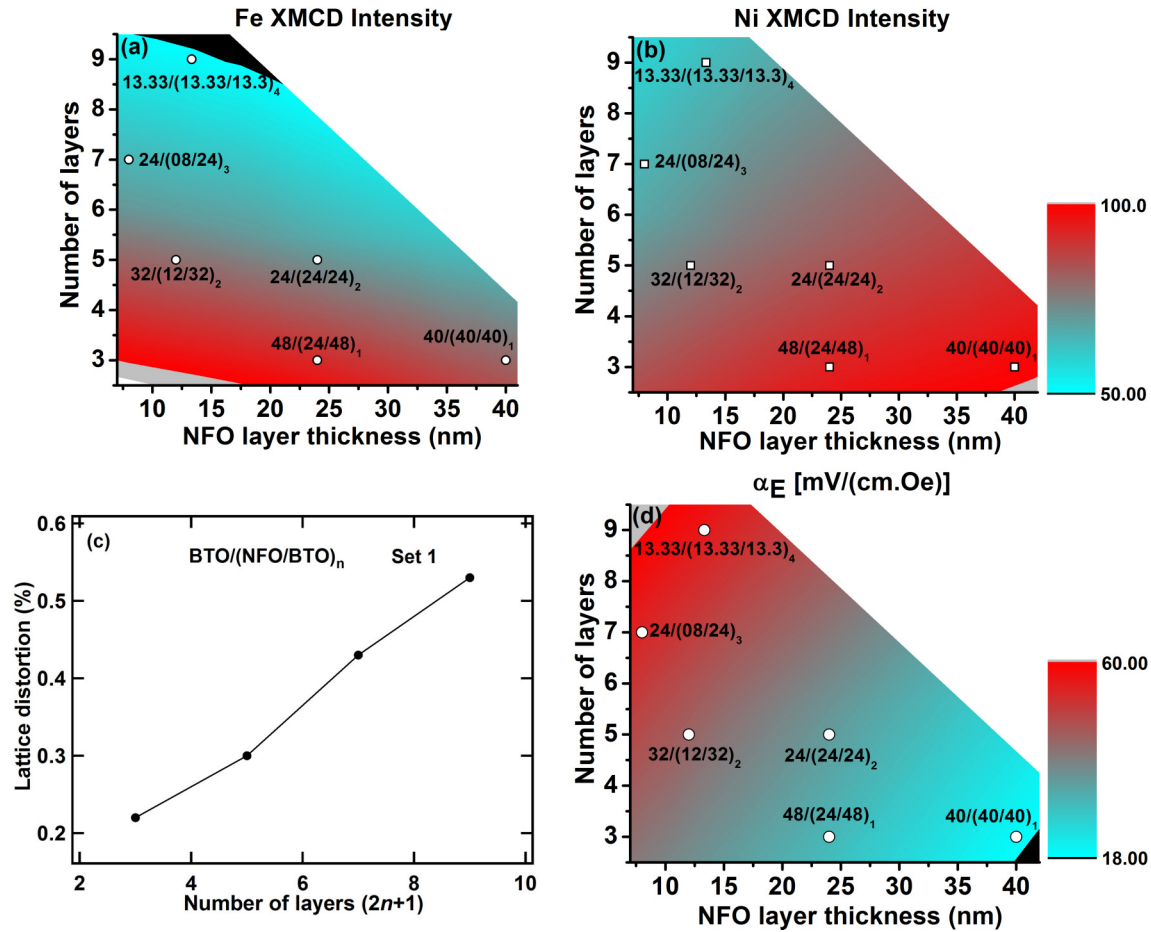 Fe XMCD Intensity
(a)
Number of layers
9
8
7
6
5
4
3
13.33/(13.33/13.3)₄
24/(08/24)₃
32/(12/32)₂
24/(24/24)₂
48/(24/48)₁
40/(40/40)₁
10 15 20 25 30 35 40
NFO layer thickness (nm)
Ni XMCD Intensity
(b)
Number of layers
9
8
7
6
5
4
3
13.33/(13.33/13.3)₄
24/(08/24)₃
32/(12/32)₂
24/(24/24)₂
48/(24/48)₁
40/(40/40)₁
10 15 20 25 30 35 40
NFO layer thickness (nm)
100.0
50.00
(c)
BTO/(NFO/BTO)ₙ Set 1
Lattice distortion (%)
0.6
0.5
0.4
0.3
0.2
2 4 6 8 10
Number of layers (2n+1)
α_E [mV/(cm.Oe)]
(d)
Number of layers
9
8
7
6
5
4
3
13.33/(13.33/13.3)₄
24/(08/24)₃
32/(12/32)₂
24/(24/24)₂
48/(24/48)₁
40/(40/40)₁
10 15 20 25 30 35 40
NFO layer thickness (nm)
60.00
18.00